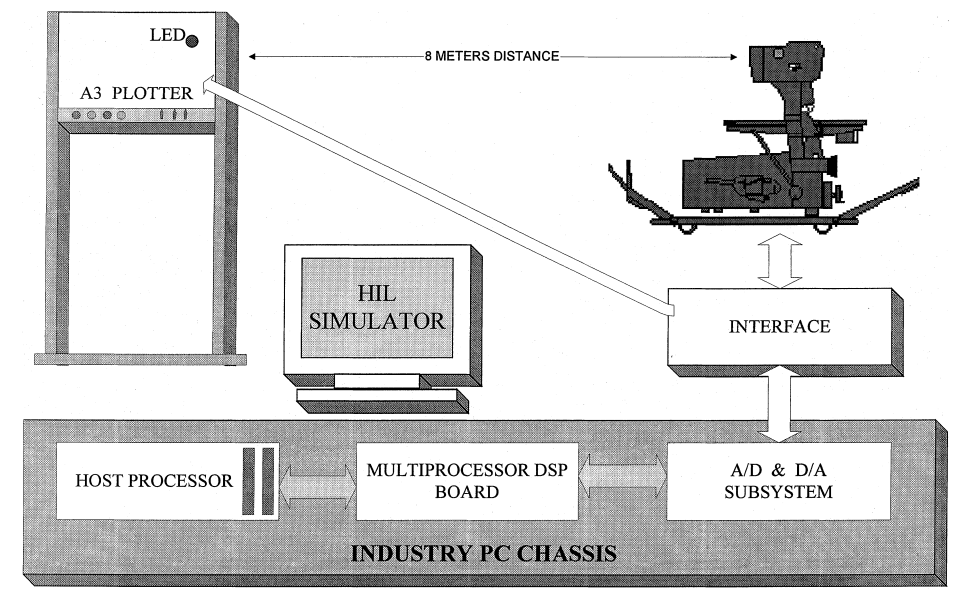 LED
8 METERS DISTANCE
A3 PLOTTER
HIL
SIMULATOR
INTERFACE
HOST PROCESSOR
MULTIPROCESSOR DSP
BOARD
A/D & D/A
SUBSYSTEM
INDUSTRY PC CHASSIS